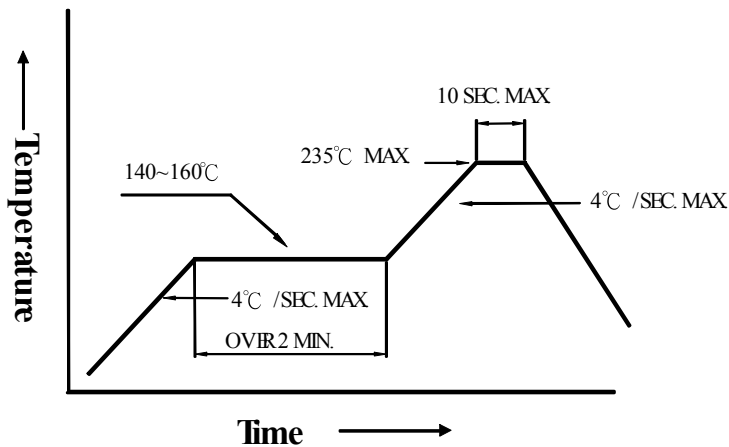 10 SEC. MAX
235℃ MAX
140~160℃
4℃ /SEC. MAX
4℃ /SEC. MAX
OVER 2 MIN.
Temperature
Time